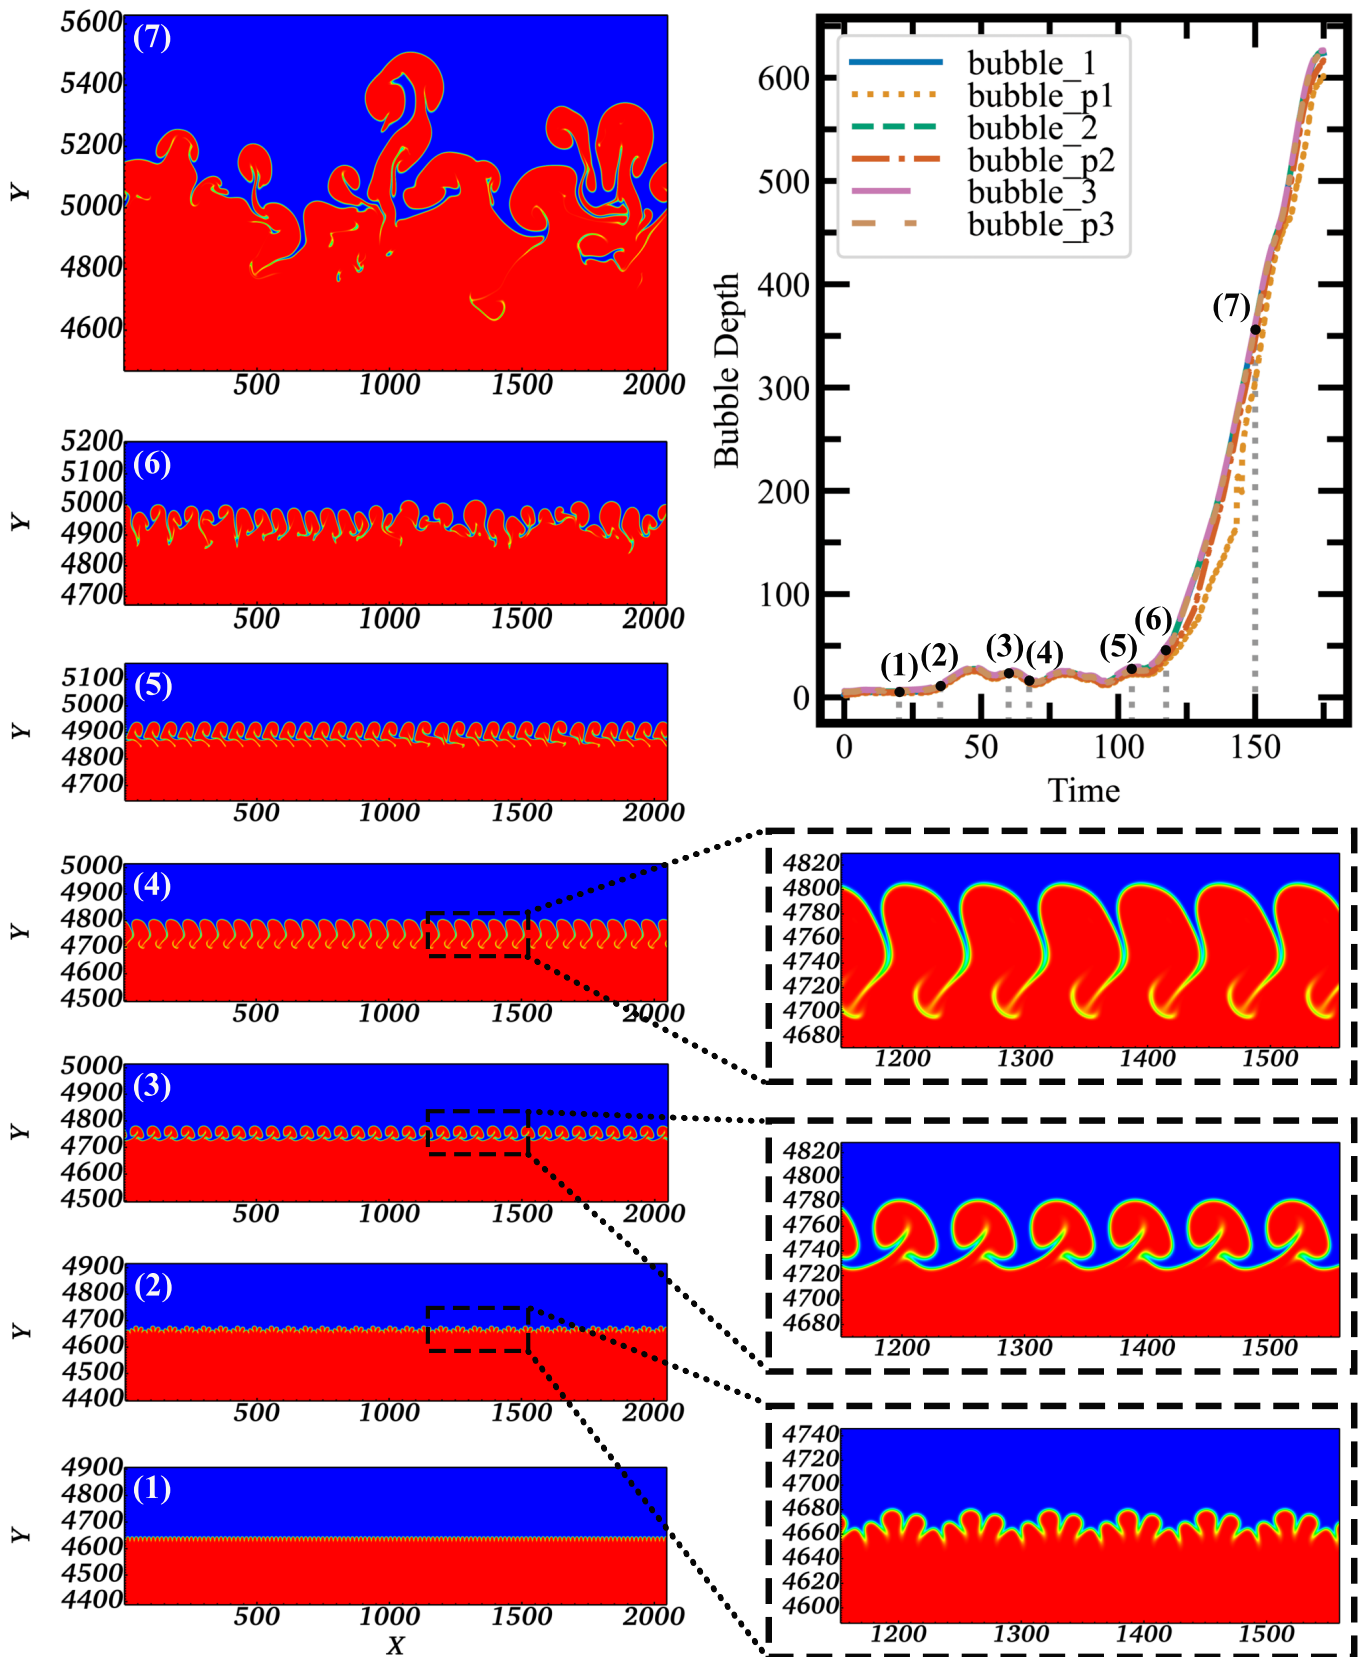 (7)
5600
5400
5200
5000
4800
4600
Y
500 1000 1500 2000
bubble_1
bubble_p1
bubble_2
bubble_p2
bubble_3
bubble_p3
600
500
400
300
200
100
0
Bubble Depth
(1) (2) (3) (4) (5) (6) (7)
0 50 100 150
Time
(6)
5200
5100
5000
4900
4800
4700
Y
500 1000 1500 2000
(5)
5100
5000
4900
4800
4700
Y
500 1000 1500 2000
(4)
5000
4900
4800
4700
4600
4500
Y
500 1000 1500 2000
4820
4800
4780
4760
4740
4720
4700
4680
1200 1300 1400 1500
(3)
5000
4900
4800
4700
4600
4500
Y
500 1000 1500 2000
4820
4800
4780
4760
4740
4720
4700
4680
1200 1300 1400 1500
(2)
4900
4800
4700
4600
4500
4400
Y
500 1000 1500 2000
4740
4720
4700
4680
4660
4640
4620
4600
1200 1300 1400 1500
(1)
4900
4800
4700
4600
4500
4400
Y
500 1000 1500 2000
X